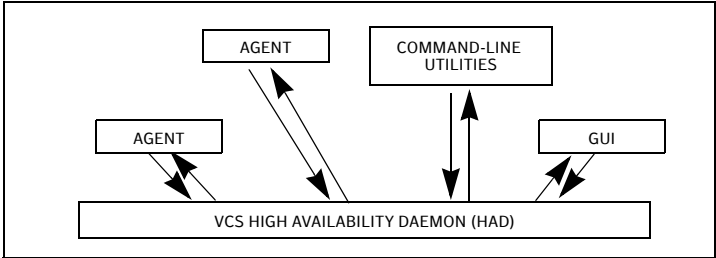 AGENT
COMMAND-LINE
UTILITIES
AGENT
GUI
VCS HIGH AVAILABILITY DAEMON (HAD)